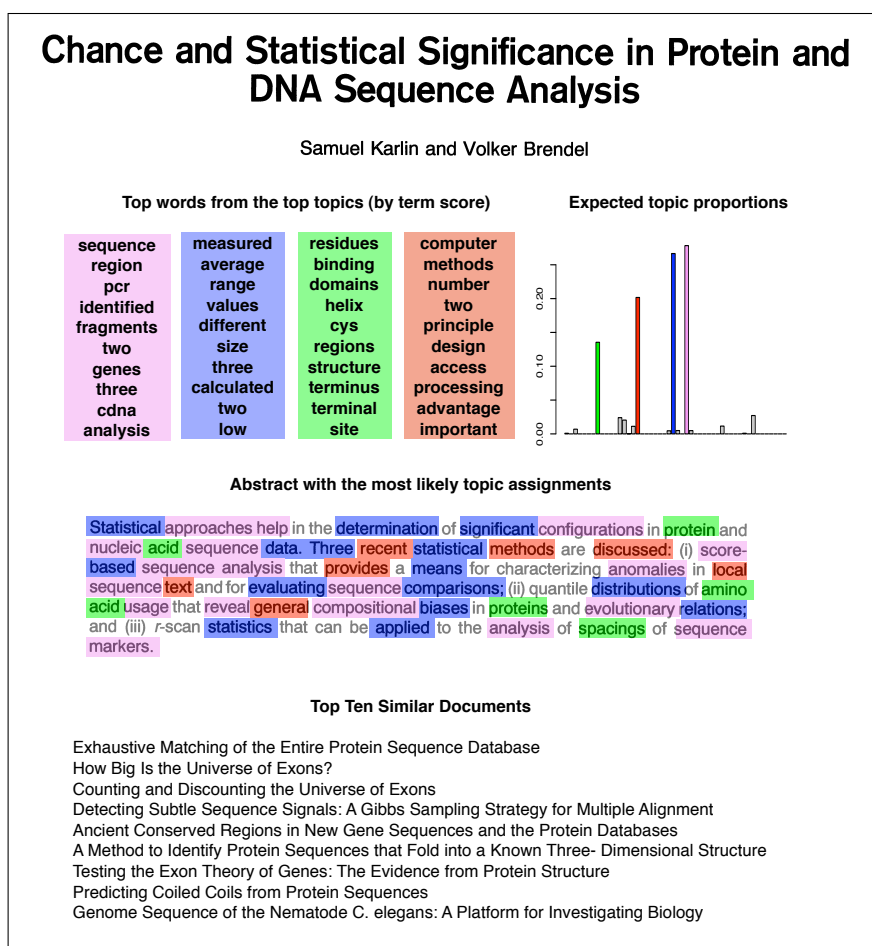 Chance and Statistical Significance in Protein and
DNA Sequence Analysis
Samuel Karlin and Volker Brendel
Top words from the top topics (by term score)
sequence
region
pcr
identified
fragments
two
genes
three
cdna
analysis
measured
average
range
values
different
size
three
calculated
two
low
residues
binding
domains
helix
cys
regions
structure
terminus
terminal
site
computer
methods
number
two
principle
design
access
processing
advantage
important
Expected topic proportions
0.20
0.10
0.00
Abstract with the most likely topic assignments
Statistical approaches help in the determination of significant configurations in protein and
nucleic acid sequence data. Three recent statistical methods are discussed: (i) score-
based sequence analysis that provides a means for characterizing anomalies in local
sequence text and for evaluating sequence comparisons; (ii) quantile distributions of amino
acid usage that reveal general compositional biases in proteins and evolutionary relations;
and (iii) r-scan statistics that can be applied to the analysis of spacings of sequence
markers.
Top Ten Similar Documents
Exhaustive Matching of the Entire Protein Sequence Database
How Big Is the Universe of Exons?
Counting and Discounting the Universe of Exons
Detecting Subtle Sequence Signals: A Gibbs Sampling Strategy for Multiple Alignment
Ancient Conserved Regions in New Gene Sequences and the Protein Databases
A Method to Identify Protein Sequences that Fold into a Known Three- Dimensional Structure
Testing the Exon Theory of Genes: The Evidence from Protein Structure
Predicting Coiled Coils from Protein Sequences
Genome Sequence of the Nematode C. elegans: A Platform for Investigating Biology